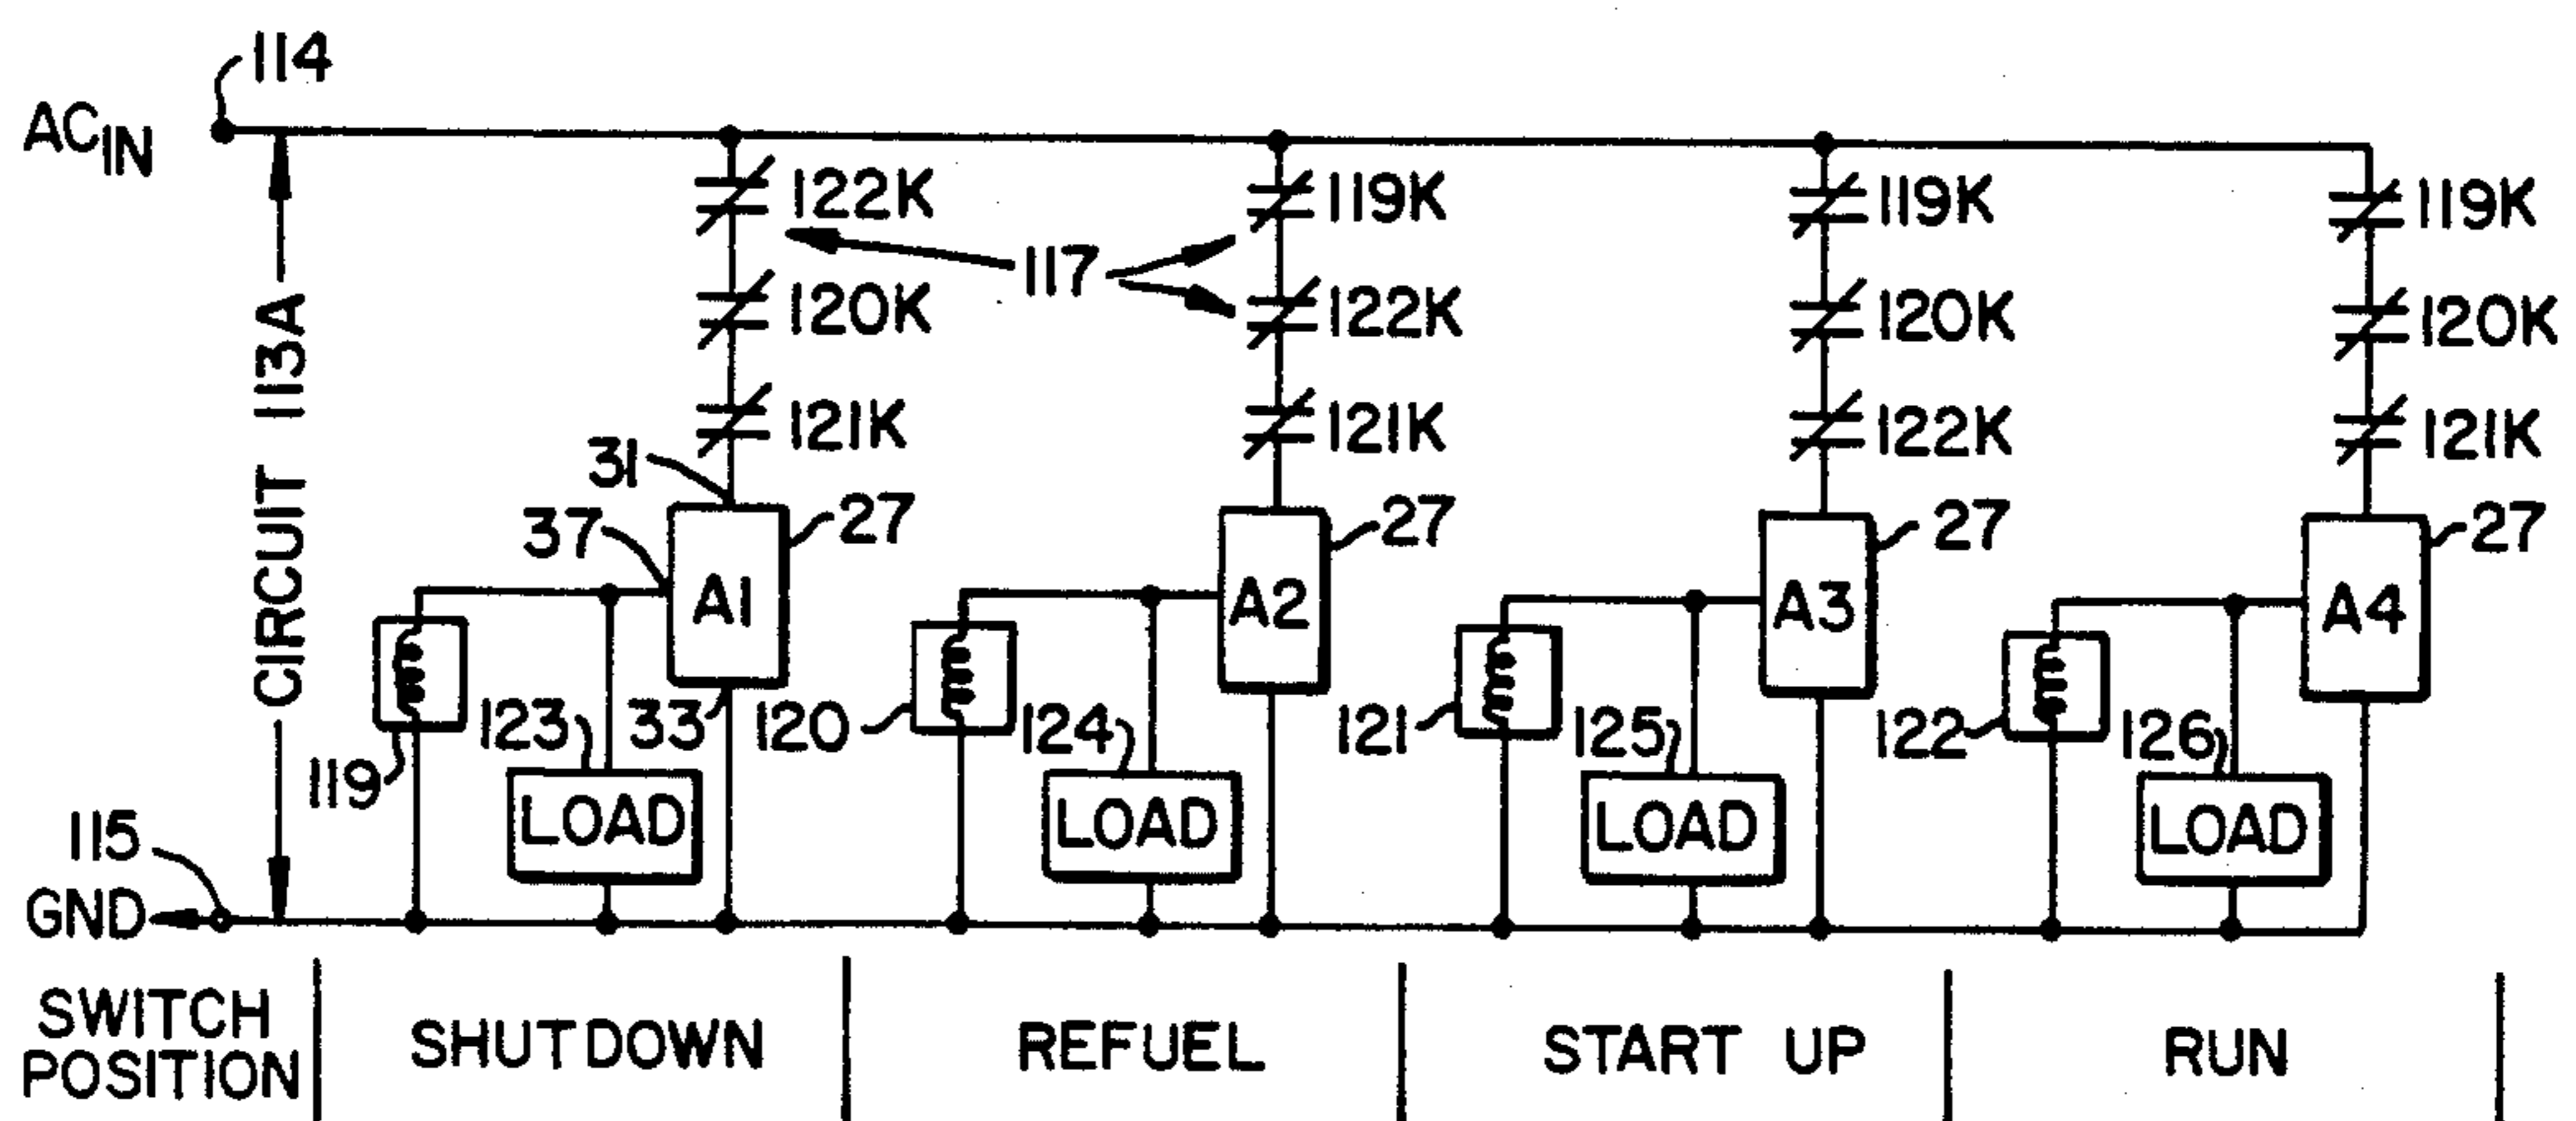 114
AC IN
122K
119K
119K
119K
117
120K
122K
120K
120K
121K
121K
122K
121K
CIRCUIT 113A
31
37
27
27
27
27
A1
A2
A3
A4
119
123
33
120
124
121
125
122
126
LOAD
LOAD
LOAD
LOAD
115
GND
SWITCH
POSITION
SHUTDOWN
REFUEL
START UP
RUN